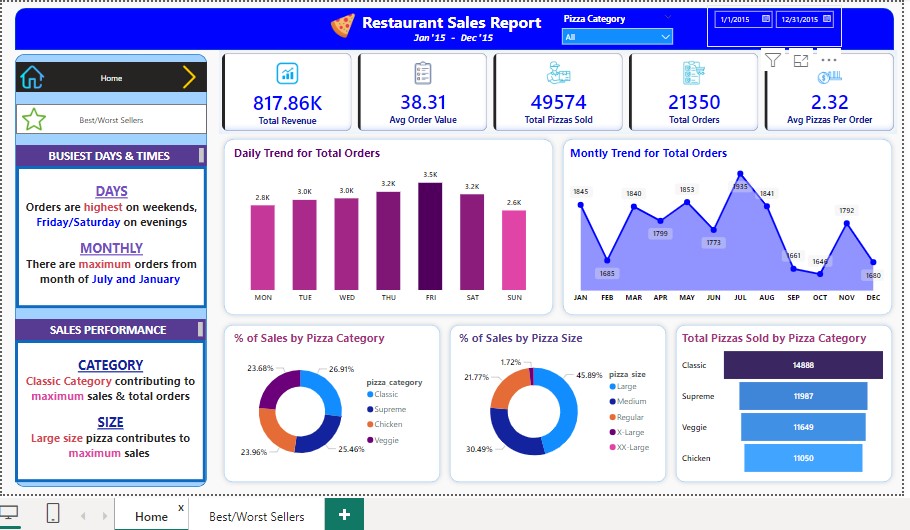 Restaurant Sales Report
Jan '15 - Dec '15
Pizza Category
All
1/1/2015
12/31/2015
Home
Best/Worst Sellers
BUSIEST DAYS & TIMES
DAYS
Orders are highest on weekends,
Friday/Saturday on evenings
MONTHLY
There are maximum orders from
month of July and January
SALES PERFORMANCE
CATEGORY
Classic Category contributing to
maximum sales & total orders
SIZE
Large size pizza contributes to
maximum sales
817.86K
Total Revenue
38.31
Avg Order Value
49574
Total Pizzas Sold
21350
Total Orders
2.32
Avg Pizzas Per Order
Daily Trend for Total Orders
2.8K
3.0K
3.0K
3.2K
3.5K
3.2K
2.6K
MON
TUE
WED
THU
FRI
SAT
SUN
Montly Trend for Total Orders
1845
1685
1840
1799
1853
1773
1935
1841
1661
1646
1792
1680
JAN
FEB
MAR
APR
MAY
JUN
JUL
AUG
SEP
OCT
NOV
DEC
% of Sales by Pizza Category
23.68%
26.91%
23.96%
25.46%
pizza_category
Classic
Supreme
Chicken
Veggie
% of Sales by Pizza Size
1.72%
21.77%
45.89%
30.49%
pizza_size
Large
Medium
Regular
X-Large
XX-Large
Total Pizzas Sold by Pizza Category
Classic
14888
Supreme
11987
Veggie
11649
Chicken
11050
Home
X
Best/Worst Sellers
+